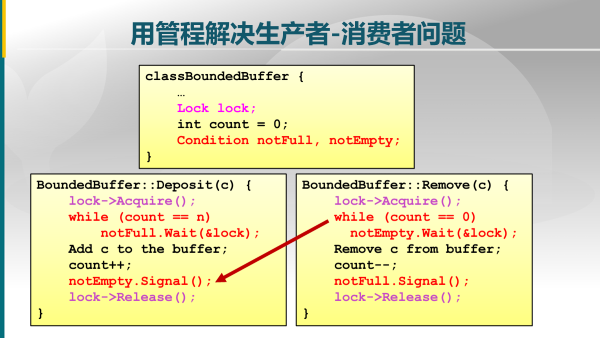 用管程解决生产者-消费者问题
classBoundedBuffer {
…
Lock lock;
int count = 0;
Condition notFull, notEmpty;
}
BoundedBuffer::Deposit(c) {
lock->Acquire();
while (count == n)
notFull.Wait(&lock);
Add c to the buffer;
count++;
notEmpty.Signal();
lock->Release();
}
BoundedBuffer::Remove(c) {
lock->Acquire();
while (count == 0)
notEmpty.Wait(&lock);
Remove c from buffer;
count--;
notFull.Signal();
lock->Release();
}